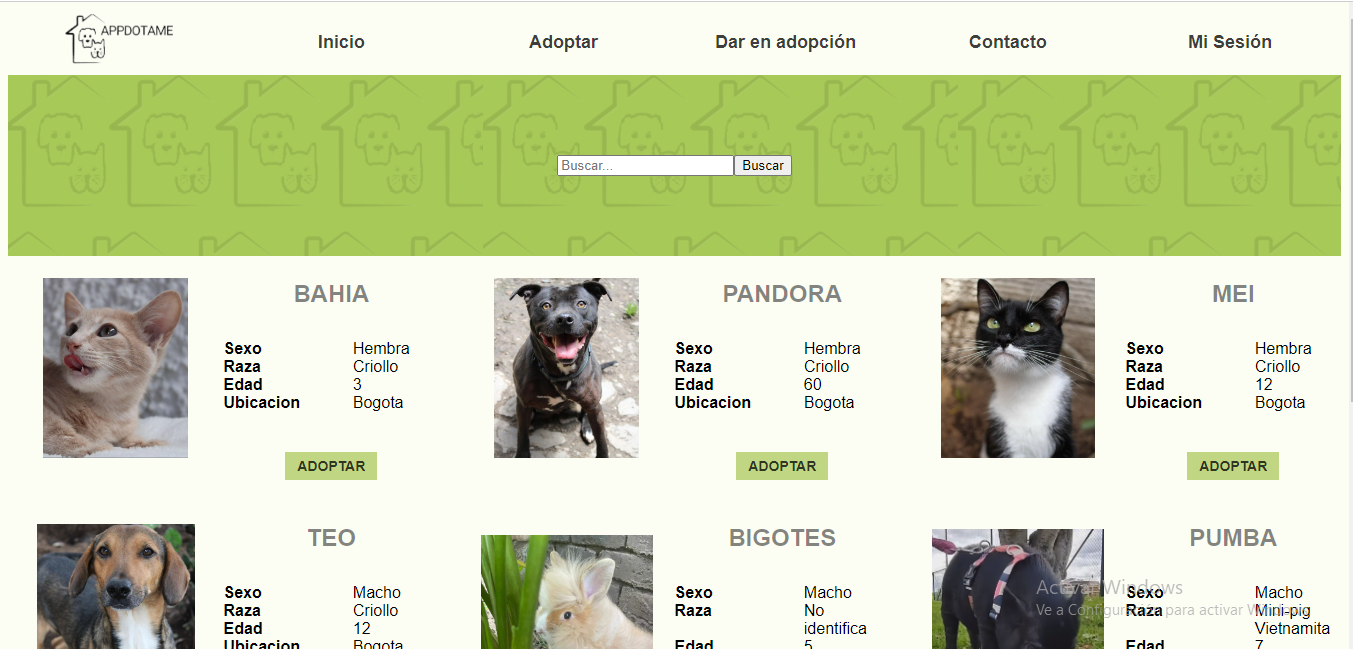 APPDOTAME
Inicio Adoptar Dar en adopción Contacto Mi Sesión
Buscar... Buscar
BAHIA
Sexo Hembra
Raza Criollo
Edad 3
Ubicacion Bogota
ADOPTAR
PANDORA
Sexo Hembra
Raza Criollo
Edad 60
Ubicacion Bogota
ADOPTAR
MEI
Sexo Hembra
Raza Criollo
Edad 12
Ubicacion Bogota
ADOPTAR
TEO
Sexo Macho
Raza Criollo
Edad 12
Ubicacion Bogota
BIGOTES
Sexo Macho
Raza No
identifica
Edad 5
PUMBA
Sexo Macho
Raza Mini-pig
Vietnamita
Edad 7
Activar Windows
Ve a Configuración para activar Windows.